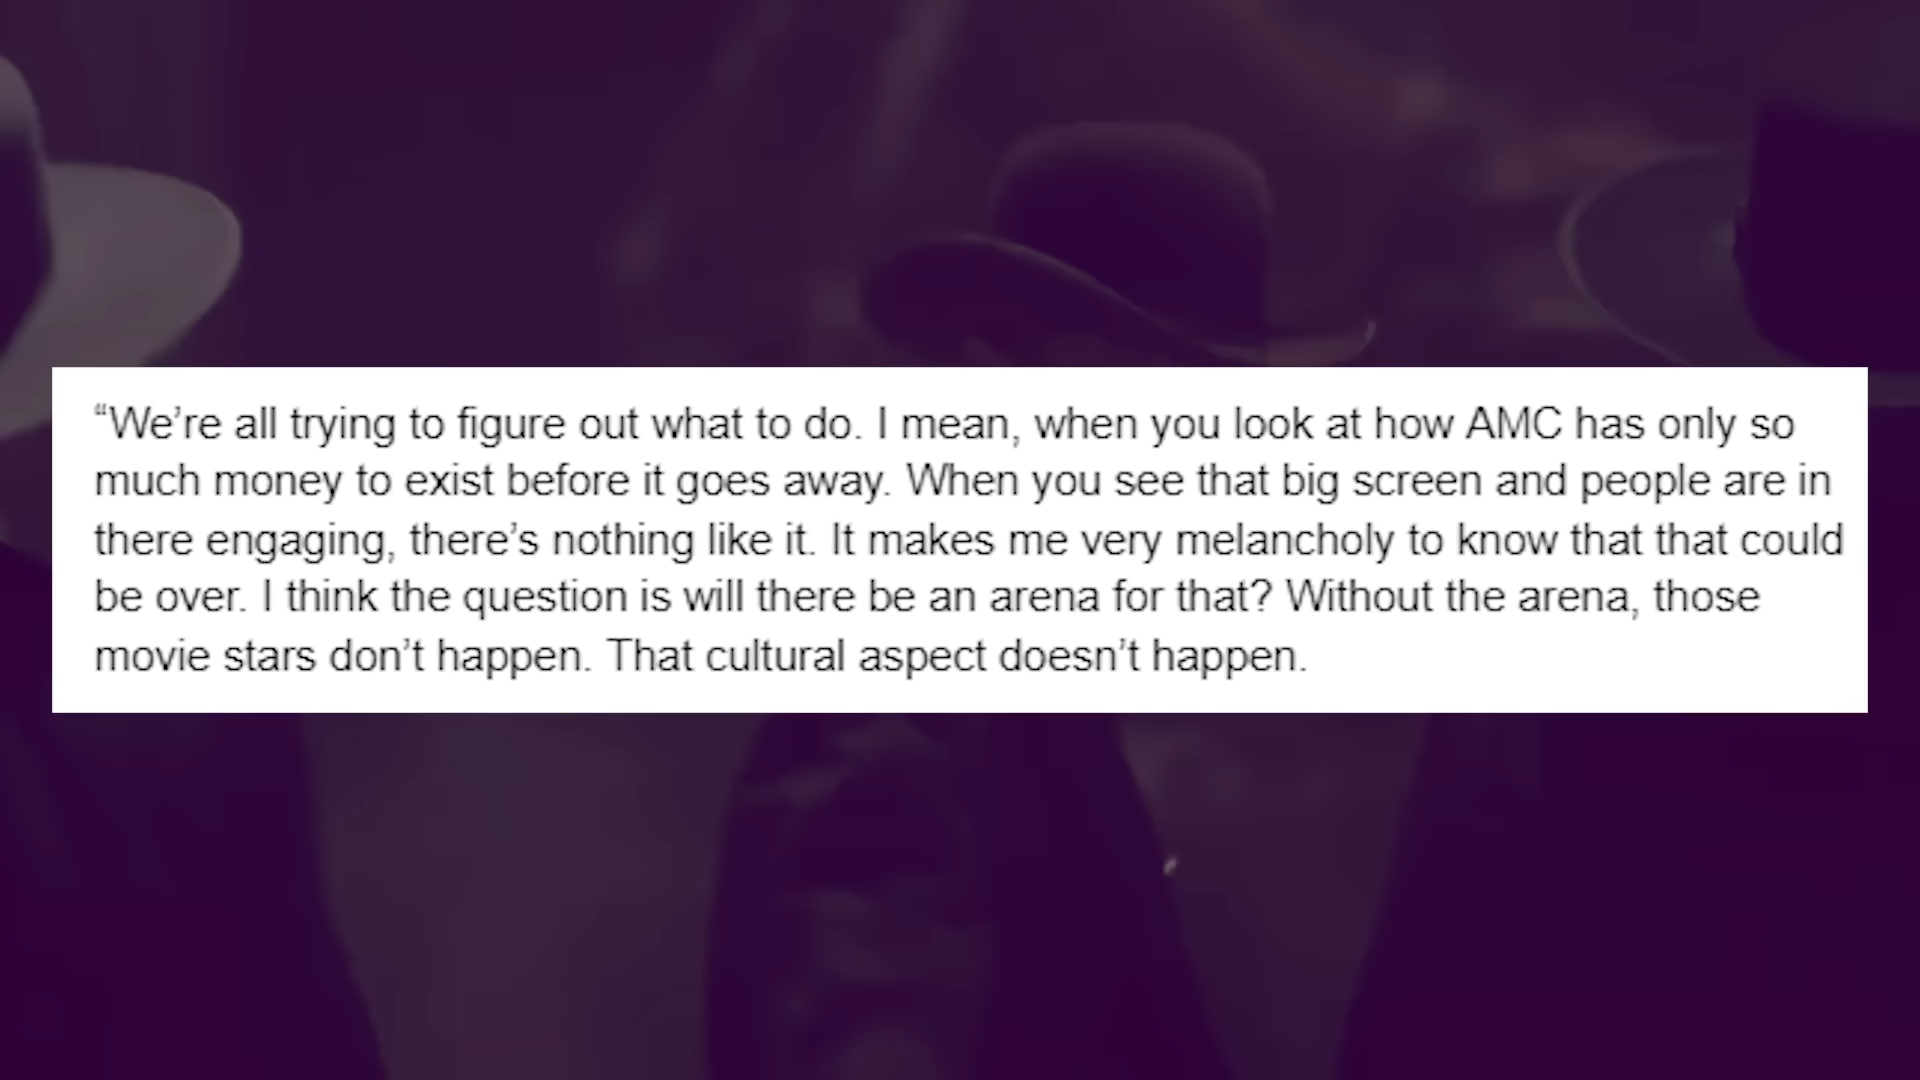 “We’re all trying to figure out what to do. I mean, when you look at how AMC has only so
much money to exist before it goes away. When you see that big screen and people are in
there engaging, there’s nothing like it. It makes me very melancholy to know that that could
be over. I think the question is will there be an arena for that? Without the arena, those
movie stars don’t happen. That cultural aspect doesn’t happen.